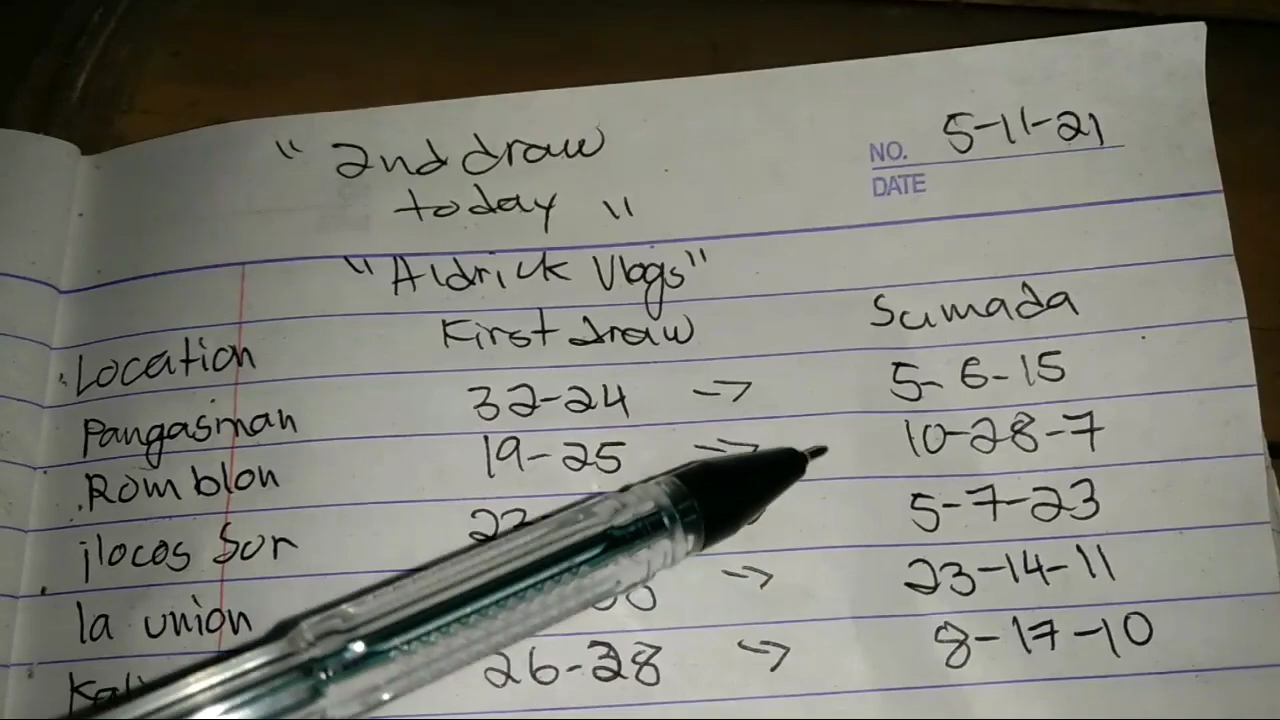 "2nd draw
today"
NO. 5-11-21
DATE
"Aldrick Vlogs"
Location First draw Sumada
Pangasinan 32-24 → 5-6-15
Romblon 19-25 → 10-28-7
ilocos Sur 5-7-23
la union → 23-14-11
26-28 → 8-17-10